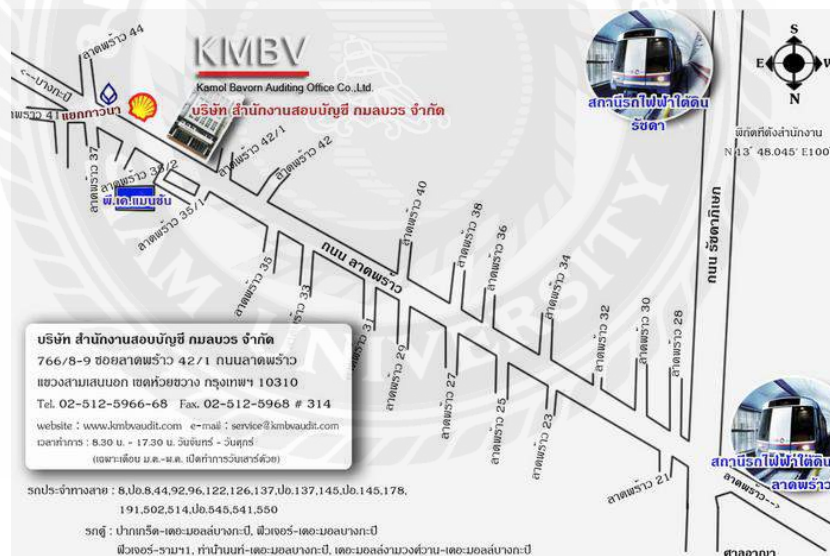 KMBV
Kamol Bavorn Auditing Office Co.,Ltd.
บริษัท สำนักงานสอบบัญชี กมลบวร จำกัด
ลาดพร้าว 44
<---บางกะปิ
แยกภาวนา
ลาดพร้าว 37
ลาดพร้าว 42/1
ลาดพร้าว 42
พี.เค.แมนชั่น
ลาดพร้าว 35/1
ลาดพร้าว 35
ลาดพร้าว 33
ลาดพร้าว 31
ลาดพร้าว 29
ลาดพร้าว 27
ลาดพร้าว 25
ลาดพร้าว 23
ลาดพร้าว 21
ถนน ลาดพร้าว
ลาดพร้าว 40
ลาดพร้าว 38
ลาดพร้าว 36
ลาดพร้าว 34
ลาดพร้าว 32
ลาดพร้าว 30
ลาดพร้าว 28
ถนน รัชดาภิเษก
สถานีรถไฟฟ้าใต้ดิน
รัชดา
S
E W
N
พิกัดที่ตั้งสำนักงาน
N 13° 48.045' E100
สถานีรถไฟฟ้าใต้ดิน
ลาดพร้าว
ลาดพร้าว-->
ศาลอาญา
บริษัท สำนักงานสอบบัญชี กมลบวร จำกัด
766/8-9 ซอยลาดพร้าว 42/1 ถนนลาดพร้าว
แขวงสามเสนนอก เขตห้วยขวาง กรุงเทพฯ 10310
Tel. 02-512-5966-68 Fax. 02-512-5968 # 314
website : www.kmbvaudit.com e-mail : service@kmbvaudit.com
เวลาทำการ : 8.30 น. - 17.30 น. วันจันทร์ - วันศุกร์
(เฉพาะเดือน ม.ค.-พ.ค. เปิดทำการวันเสาร์ด้วย)
รถประจำทางสาย : 8,ปอ.8,44,92,96,122,126,137,ปอ.137,145,ปอ.145,178,
191,502,514,ปอ.545,541,550
รถตู้ : ปากเกร็ด-เดอะมอลล์บางกะปิ, ฟิวเจอร์-เดอะมอลบางกะปิ
ฟิวเจอร์-รามฯ1, ท่าน้ำนนท์-เดอะมอลบางกะปิ, เดอะมอลล์งามวงศ์วาน-เดอะมอลล์บางกะปิ